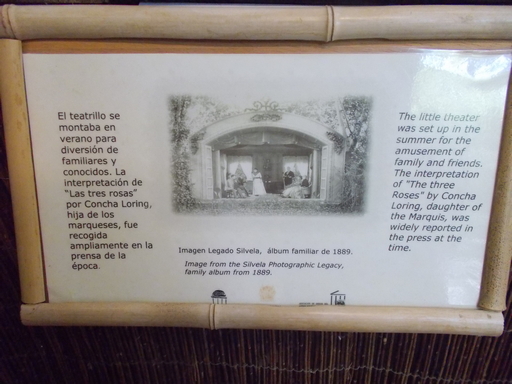 El teatrillo se
montaba en
verano para
diversión de
familiares y
conocidos. La
interpretación de
"Las tres rosas"
por Concha Loring,
hija de los
marqueses, fue
recogida
ampliamente en la
prensa de la
época.
Imagen Legado Silvela, álbum familiar de 1889.
Image from the Silvela Photographic Legacy,
family album from 1889.
The little theater
was set up in the
summer for the
amusement of
family and friends.
The interpretation
of "The three
Roses" by Concha
Loring, daughter of
the Marquis, was
widely reported in
the press at the
time.